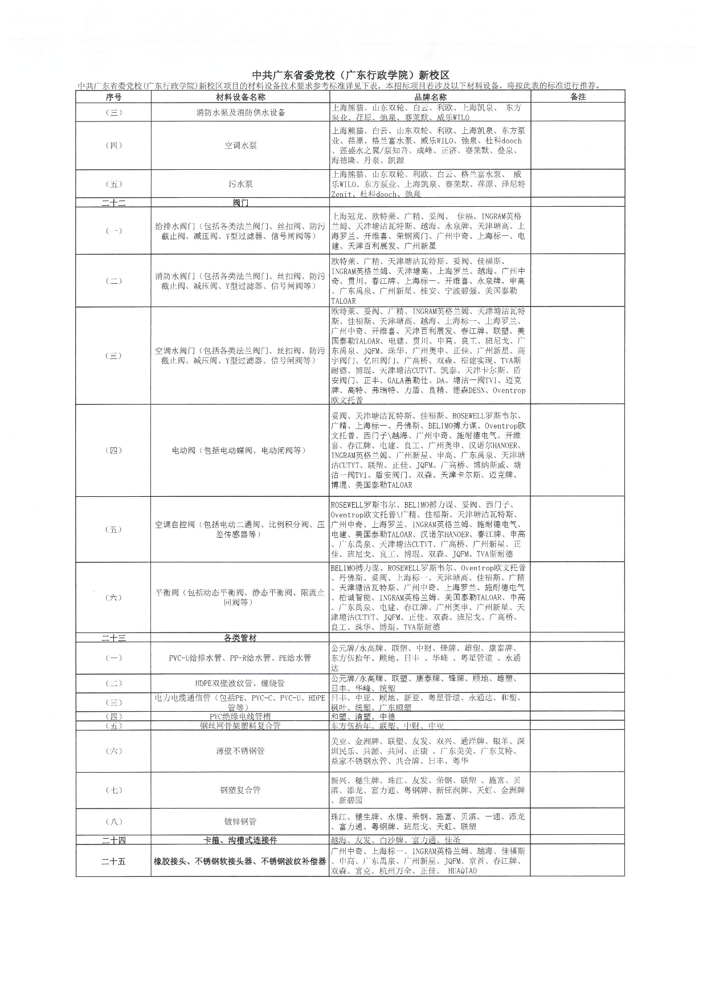 中共广东省委党校（广东行政学院）新校区
中共广东省委党校(广东行政学院)新校区项目的材料设备技术要求参考标准详见下表，本招标项目若涉及以下材料设备，将按此表的标准进行推荐。
序号 材料设备名称 品牌名称 备注
（三） 消防水泵及消防供水设备
上海熊猫、山东双轮、白云、利欧、上海凯泉、 东方
泵业、荏原、弛泉、赛莱默、威乐WILO
（四） 空调水泵
上海熊猫、白云、山东双轮、利欧、上海凯泉、东方泵
业、荏原、格兰富水泵、威乐WILO、弛泉、杜科dooch
、莲盛水之翼/泵知音、成峰、正济、赛莱默、叠泉、
海德隆、丹泉、凯源
（五） 污水泵
上海熊猫、山东双轮、利欧、白云、格兰富水泵、 威
乐WILO、东方泵业、上海凯泉、赛莱默、荏原、泽尼特
Zenit、杜科dooch、弛泉
二十二 阀门
（一）
给排水阀门（包括各类法兰阀门、丝扣阀、防污
截止阀、减压阀、Y型过滤器、信号闸阀等）
上海冠龙、欧特莱、广精、妥阀、 佳福、INGRAM英格
兰姆、天津塘沽瓦特斯、越海、永泉牌、天津塘高、上
海罗兰、开维喜、荣钢阀门、广州中奇、上海标一、电
建、天津百利展发、广州新星
（二）
消防水阀门（包括各类法兰阀门、丝扣阀、防污
截止阀、减压阀、Y型过滤器、信号闸阀等）
欧特莱、广精、天津塘沽瓦特斯、妥阀、佳福斯、
INGRAM英格兰姆、天津塘高、上海罗兰、越海、广州中
奇、贯川、春江牌、上海标一、开维喜、永泉牌、申高
、广东禹泉、广州新星、桂安、宁波碧强、美国泰勒
TALOAR
（三）
空调水阀门（包括各类法兰阀门、丝扣阀、防污
截止阀、减压阀、Y型过滤器、信号闸阀等）
欧特莱、妥阀、广精、INGRAM英格兰姆、天津塘沽瓦特
斯、佳福斯、天津塘高、越海、上海标一、上海罗兰、
广州中奇、开维喜、天津百利展发、春江牌、联塑、美
国泰勒TALOAR、电建、贯川、申高、良工、班尼戈、广
东禹泉、JQFM、珠华、广州奥申、正佳、广州新星、高
宇阀门、亿田阀门、广高桥、双森、福建实现、TVA斯
耐德、博琨、天津塘沽CUTVT、凯泰、天津卡尔斯、盾
安阀门、正丰、GALA盖勒仕、DA、塘沽一阀TVI、迈克
牌、高特、弗瑞特、力盾、良精、德森DESN、Oventrop
欧文托普
（四） 电动阀（包括电动蝶阀、电动闸阀等）
妥阀、天津塘沽瓦特斯、佳福斯、ROSEWELL罗斯韦尔、
广精、上海标一、丹佛斯、BELIMO搏力谋、Oventrop欧
文托普、西门子\越海、广州中奇、施耐德电气、开维
喜、春江牌、电建、良工、广州奥申、汉诺尔HANOER、
INGRAM英格兰姆、广州新星、申高、广东禹泉、天津塘
沽CUTVT、联塑、正佳、JQFM、广高桥、博纳斯威、塘
沽一阀TVI、盾安阀门、双森、天津卡尔斯、迈克牌、
博琨、美国泰勒TALOAR
（五）
空调自控阀（包括电动二通阀、比例积分阀、压
差传感器等）
ROSEWELL罗斯韦尔、BELIMO搏力谋、妥阀、西门子、
Oventrop欧文托普\广精、佳福斯、天津塘沽瓦特斯、
广州中奇、上海罗兰、INGRAM英格兰姆、施耐德电气、
电建、美国泰勒TALOAR、汉诺尔HANOER、春江牌、申高
、广东禹泉、天津塘沽CUTVT、广高桥、广州新星、正
佳、班尼戈、良工、博琨、双森、JQFM、TVA斯耐德
（六）
平衡阀（包括动态平衡阀、静态平衡阀、限流止
回阀等）
BELIMO搏力谋、ROSEWELL罗斯韦尔、Oventrop欧文托普
、丹佛斯、妥阀、上海标一、天津塘高、佳福斯、广精
、天津塘沽瓦特斯、广州中奇、上海罗兰、施耐德电气
、柏诚智能、INGRAM英格兰姆、美国泰勒TALOAR、申高
、广东禹泉、电建、春江牌、广州奥申、广州新星、天
津塘沽CUTVT、JQFM、正佳、双森、班尼戈、广高桥、
良工、珠华、博琨、TVA斯耐德
二十三 各类管材
（一） PVC-U给排水管、PP-R给水管、PE给水管
公元牌/永高牌、联塑、中财、锋牌、雄塑、康泰牌、
东方伍拾年、顾地、日丰 、华峰 、粤星管道 、永通
达
（二） HDPE双壁波纹管、缠绕管
公元牌/永高牌、联塑、康泰牌、锋牌、顾地、雄塑、
日丰、华峰、统塑
（三）
电力电缆通信管（包括PE、PVC-C、PVC-U、HDPE
管等）
日丰、中亚、顾地、新亚、粤星管道、永通达、和塑、
枫叶、统塑、广东顺塑
（四） PVC绝缘电线管槽 和塑、清塑、中德
（五） 钢丝网骨架塑料复合管 东方伍拾年、联塑、中财、中亚
（六） 薄壁不锈钢管
美亚、金洲牌、联塑、友发、双兴、通洋牌、银羊、深
圳民乐、共源、共同、正康 、广东美美、广东艾特、
益家不锈钢水管、共合牌、日丰、粤华
（七） 钢塑复合管
新兴、穗生牌、珠江、友发、荣钢、联塑 、施富、贝
滨、添龙、富力通、粤钢牌、新钲润牌、天虹、金洲牌
、新碧园
（八） 镀锌钢管
珠江、穗生牌、永煌、荣钢、施富、贝滨、一通、添龙
、富力通、粤钢牌、班尼戈、天虹、联塑
二十四 卡箍、沟槽式连接件 越海、友发、白沙牌、富力通、佳圣
二十五 橡胶接头、不锈钢软接头器、不锈钢波纹补偿器
广州中奇、上海标一、INGRAM英格兰姆、越海、佳福斯
、申高、广东禹泉、广州新星、JQFM、京首、春江牌、
双森、富克、杭州万全、正佳、 HUAQIAO